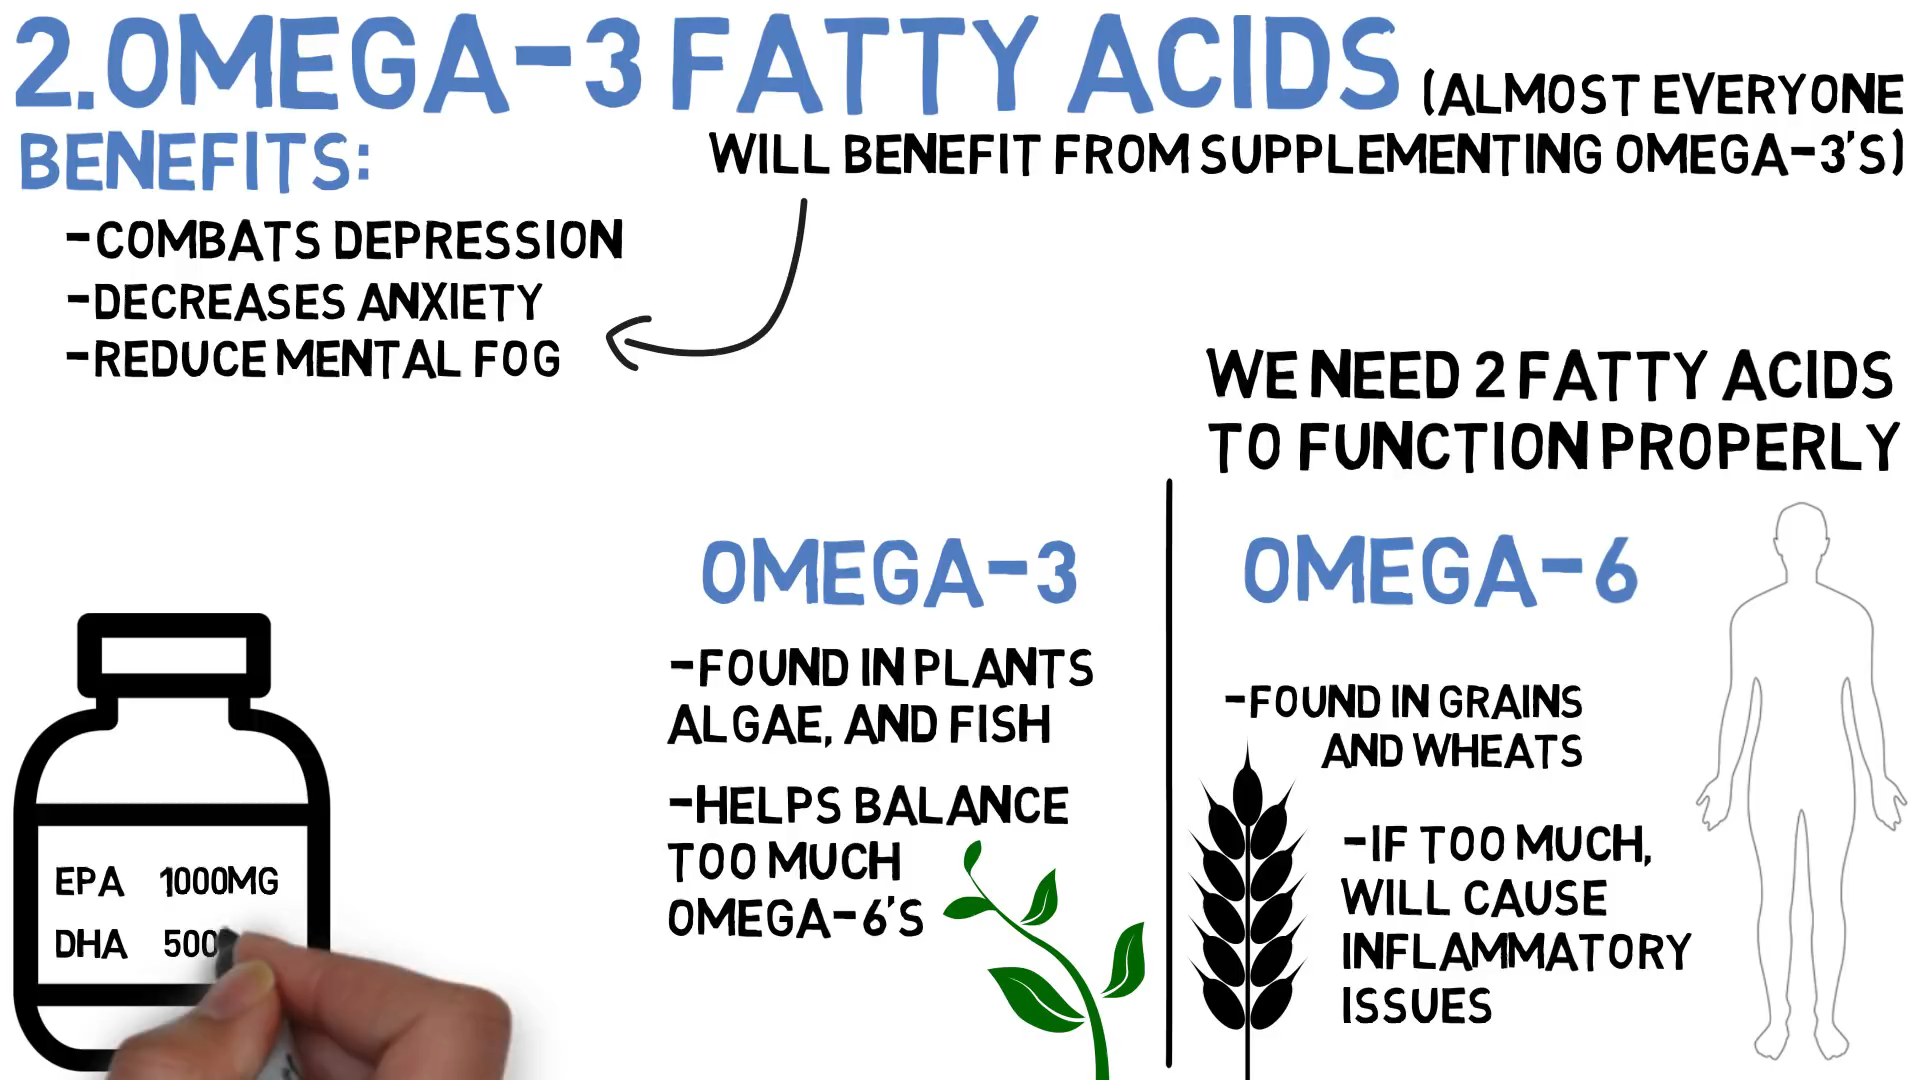 2.OMEGA-3 FATTY ACIDS (ALMOST EVERYONE
WILL BENEFIT FROM SUPPLEMENTING OMEGA-3'S)
BENEFITS:
-COMBATS DEPRESSION
-DECREASES ANXIETY
-REDUCE MENTAL FOG
WE NEED 2 FATTY ACIDS
TO FUNCTION PROPERLY
OMEGA-3
-FOUND IN PLANTS
ALGAE, AND FISH
-HELPS BALANCE
TOO MUCH
OMEGA-6'S
OMEGA-6
-FOUND IN GRAINS
AND WHEATS
-IF TOO MUCH,
WILL CAUSE
INFLAMMATORY
ISSUES
EPA 1000MG
DHA 500